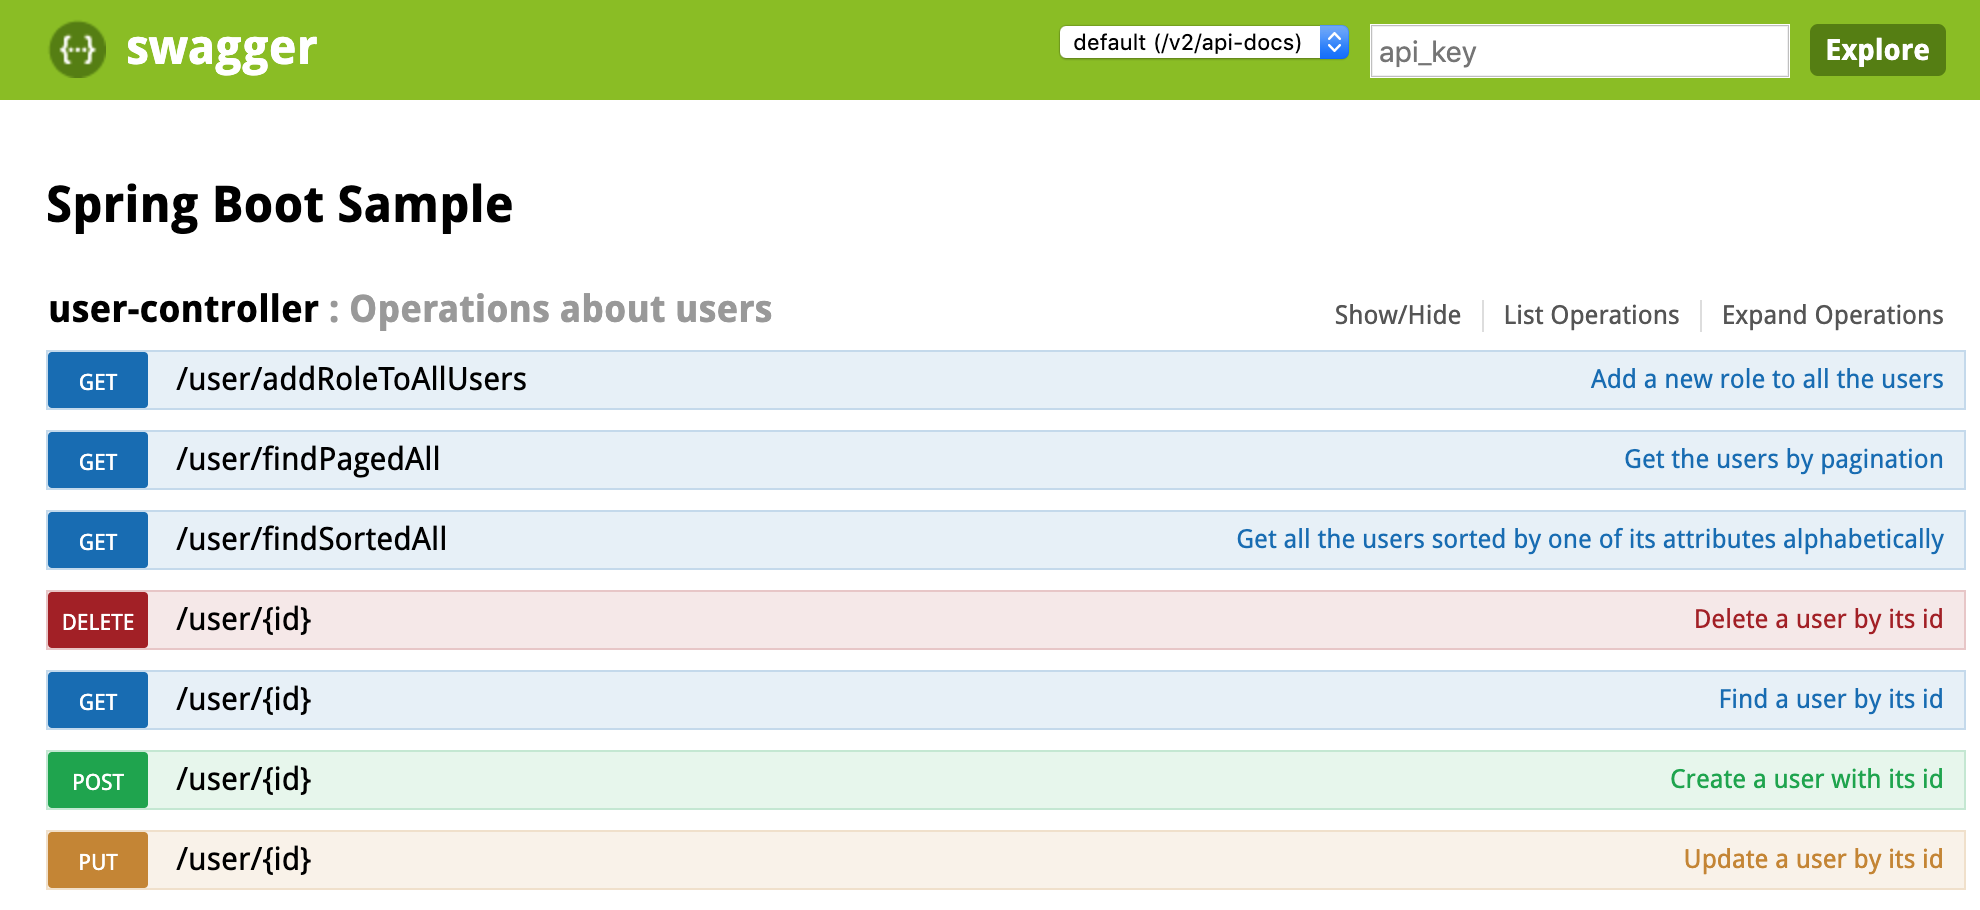 {···} swagger default (/v2/api-docs) api_key Explore
Spring Boot Sample
user-controller : Operations about users Show/Hide List Operations Expand Operations
GET /user/addRoleToAllUsers Add a new role to all the users
GET /user/findPagedAll Get the users by pagination
GET /user/findSortedAll Get all the users sorted by one of its attributes alphabetically
DELETE /user/{id} Delete a user by its id
GET /user/{id} Find a user by its id
POST /user/{id} Create a user with its id
PUT /user/{id} Update a user by its id